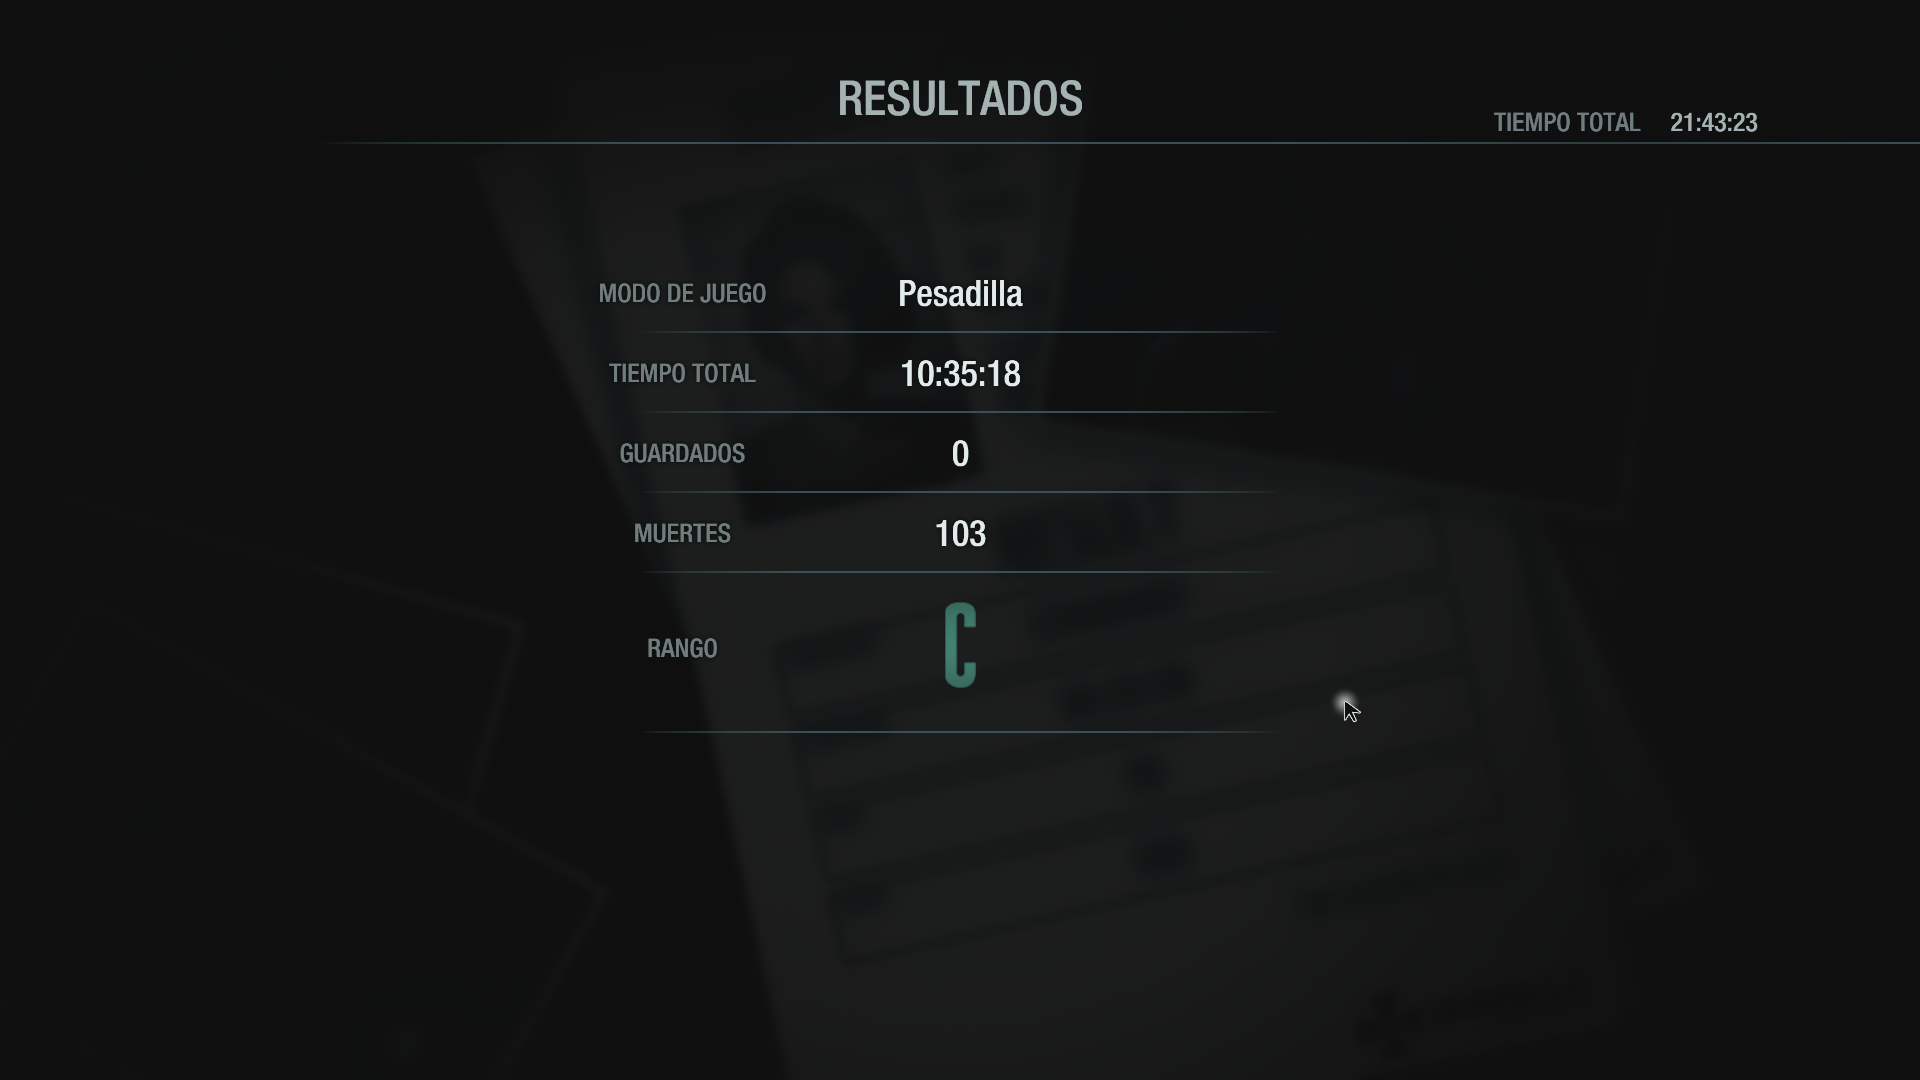 RESULTADOS
TIEMPO TOTAL 21:43:23
MODO DE JUEGO Pesadilla
TIEMPO TOTAL 10:35:18
GUARDADOS 0
MUERTES 103
RANGO C